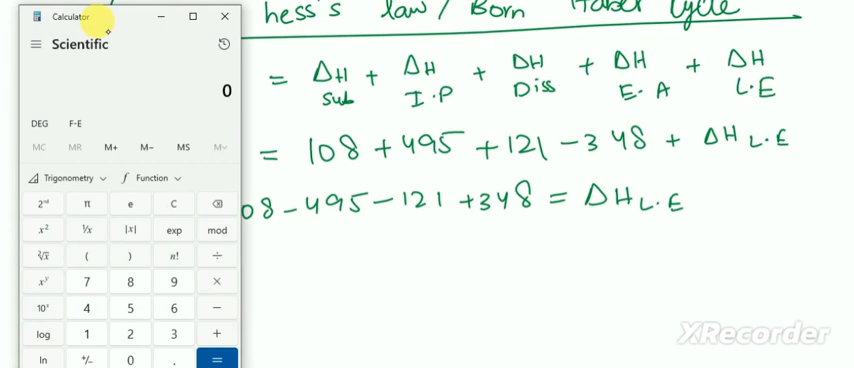 Calculator
Scientific
0
DEG F-E
MC MR M+ M- MS M˅
Trigonometry Function
2ⁿᵈ π e C
x² ¹/x |x| exp mod
²√x ( ) n! ÷
xʸ 7 8 9 ×
10ˣ 4 5 6 −
log 1 2 3 +
ln +/- 0 . =
hess's law / Born Haber Cycle
= ΔH + ΔH + ΔH + ΔH + ΔH
Sub I.P Diss E.A L.E
= 108 + 495 + 121 - 348 + ΔH L.E
08 - 495 - 121 + 348 = ΔH L.E
XRecorder